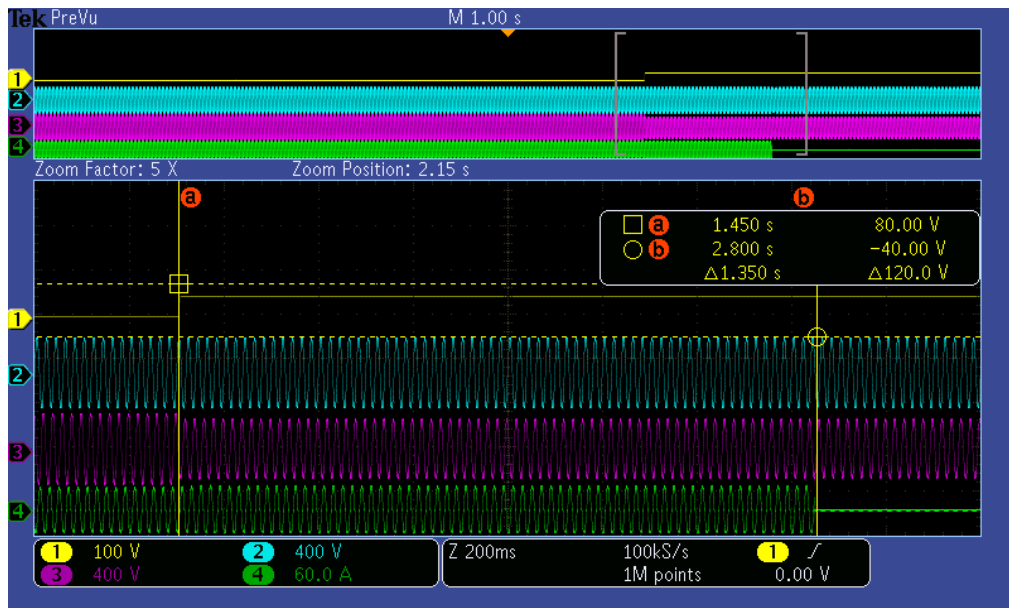 Tek PreVu M 1.00 s
1
2
3
4
Zoom Factor: 5 X Zoom Position: 2.15 s
a b
a 1.450 s 80.00 V
b 2.800 s −40.00 V
Δ1.350 s Δ120.0 V
1
2
3
4
1 100 V 2 400 V Z 200ms 100kS/s 1
3 400 V 4 60.0 A 1M points 0.00 V